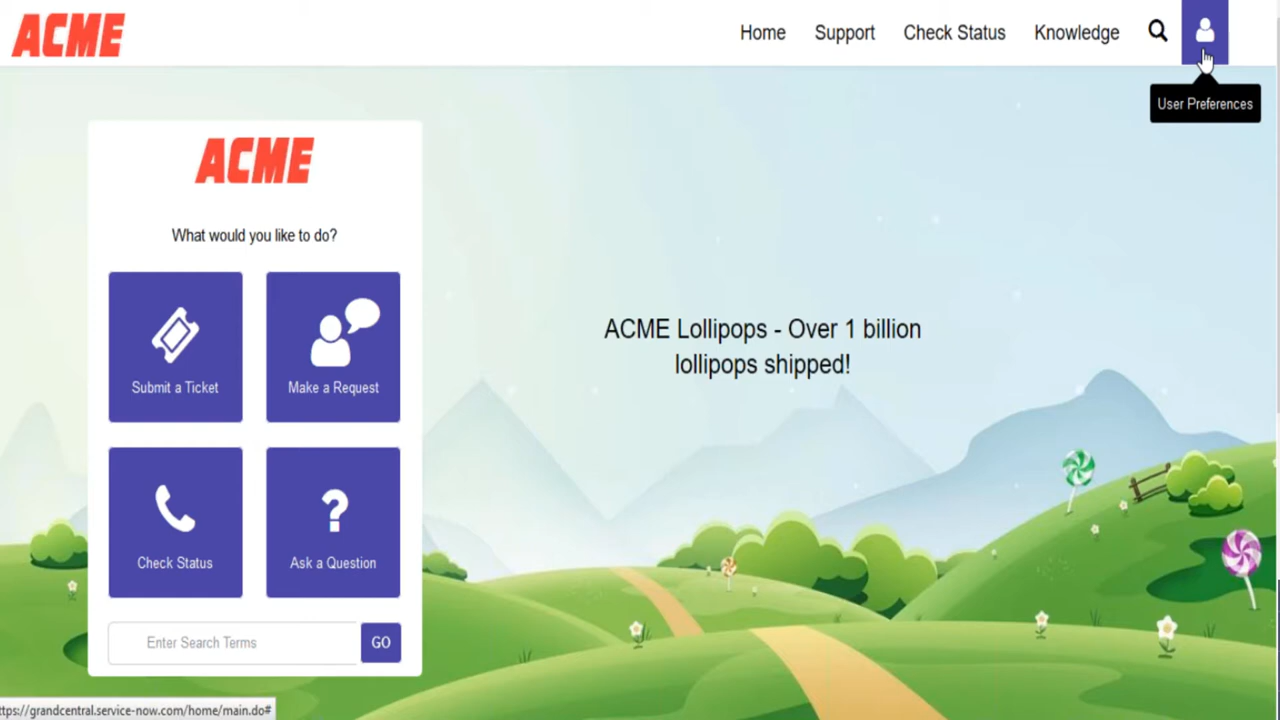 ACME
Home
Support
Check Status
Knowledge
User Preferences
ACME
What would you like to do?
Submit a Ticket
Make a Request
Check Status
Ask a Question
Enter Search Terms
GO
ACME Lollipops - Over 1 billion
lollipops shipped!
ttps://grandcentral.service-now.com/home/main.do#